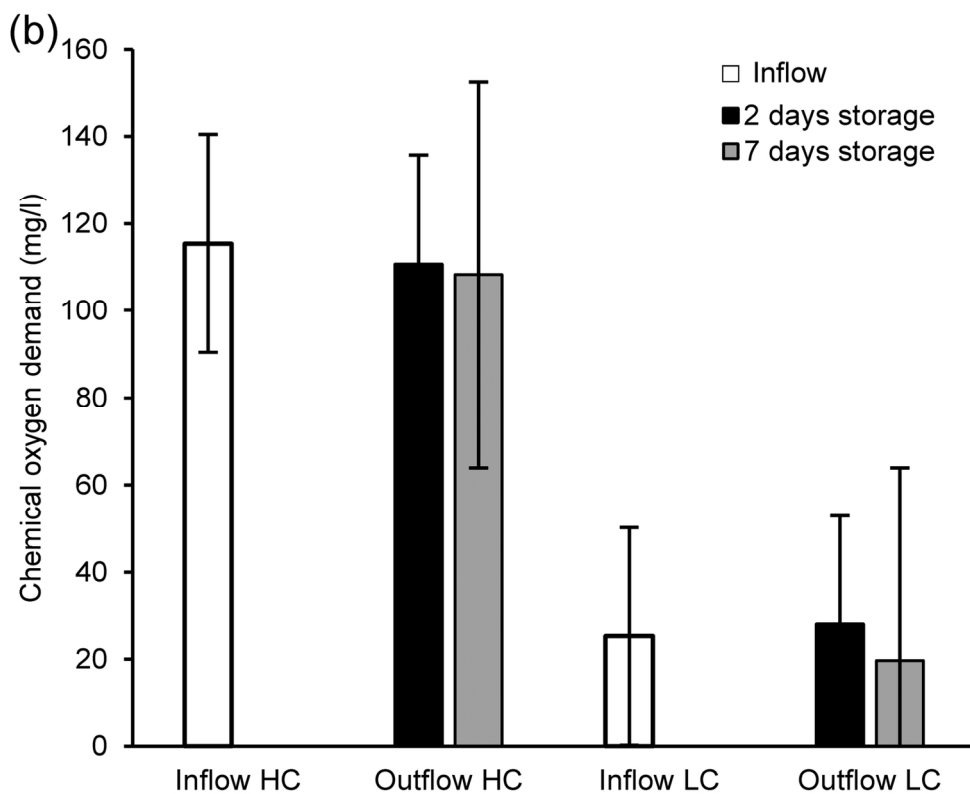 (b)
160
140
120
100
80
60
40
20
0
Chemical oxygen demand (mg/l)
Inflow
2 days storage
7 days storage
Inflow HC
Outflow HC
Inflow LC
Outflow LC